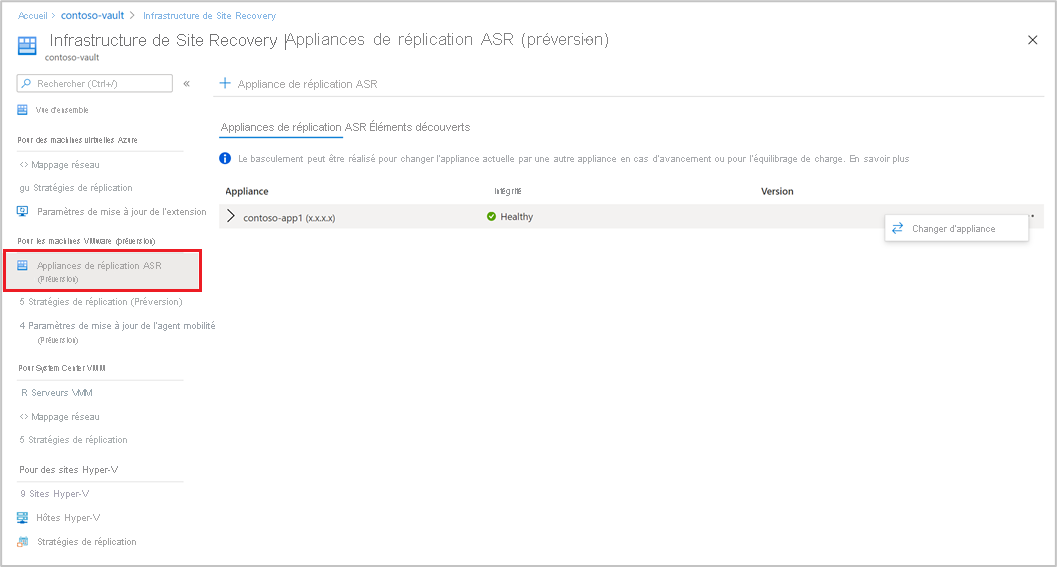 Accueil > contoso-vault > Infrastructure de Site Recovery
Infrastructure de Site Recovery |Appliances de réplication ASR (préversion)
contoso-vault
Rechercher (Ctrl+/)
«
+ Appliance de réplication ASR
Vue d'ensemble
Pour des machines virtuelles Azure
<> Mappage réseau
gu Stratégies de réplication
Paramètres de mise à jour de l'extension
Pour les machines VMware (préversion)
Appliances de réplication ASR
(Préversion)
5 Stratégies de réplication (Préversion)
4 Paramètres de mise à jour de l'agent mobilité
(Préversion)
Pour System Center VMM
R Serveurs VMM
<> Mappage réseau
5 Stratégies de réplication
Pour des sites Hyper-V
9 Sites Hyper-V
Hôtes Hyper-V
Stratégies de réplication
Appliances de réplication ASR Éléments découverts
Le basculement peut être réalisé pour changer l'appliance actuelle par une autre appliance en cas d'avancement ou pour l'équilibrage de charge. En savoir plus
Appliance Intégrité Version
contoso-app1 (x.x.x.x) Healthy
Changer d'appliance